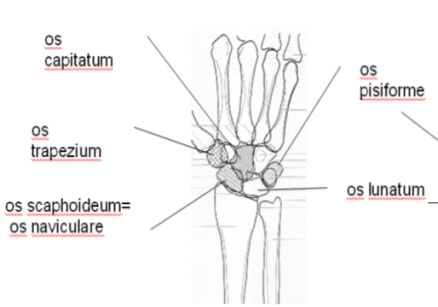 os
capitatum
os
pisiforme
os
trapezium
os scaphoideum=
os naviculare
os lunatum